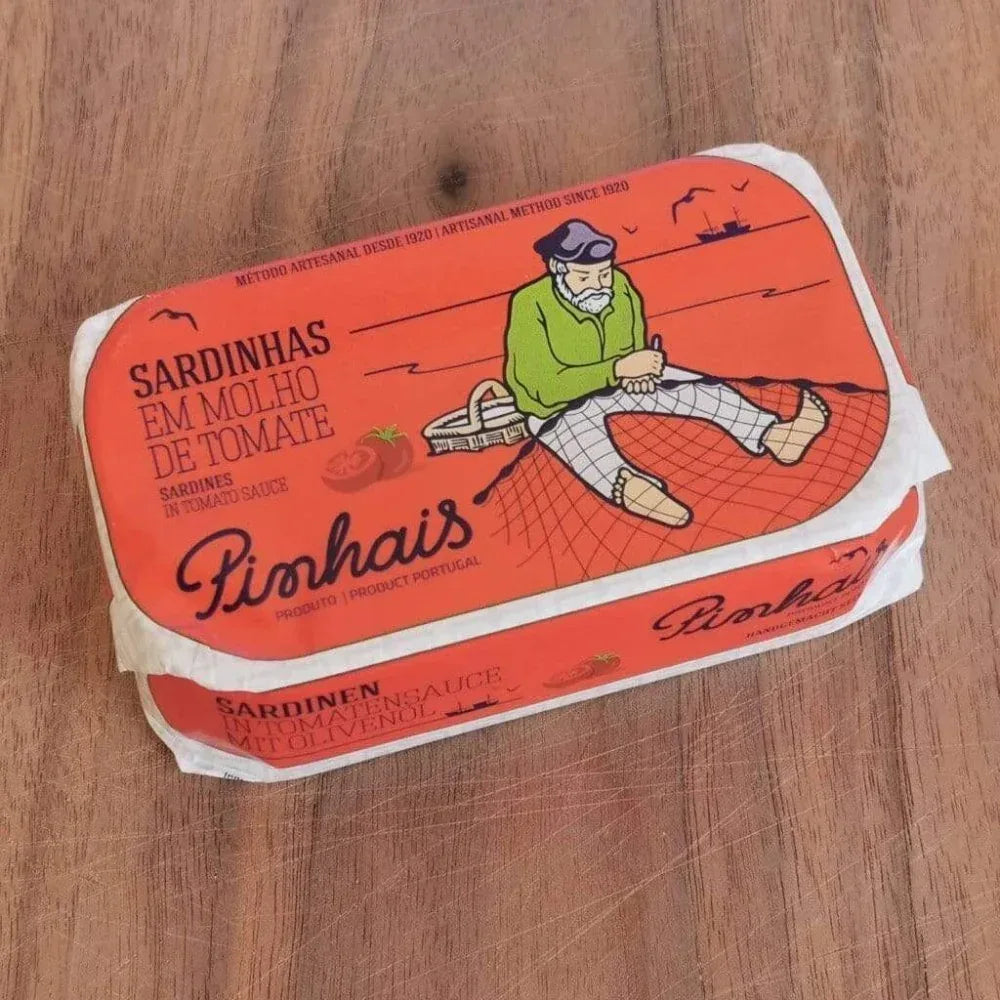 MÉTODO ARTESANAL DESDE 1920 | ARTISANAL METHOD SINCE 1920
SARDINHAS
EM MOLHO
DE TOMATE
SARDINES
IN TOMATO SAUCE
Pinhais
PRODUTO | PRODUCT PORTUGAL
SARDINEN
IN TOMATENSAUCE
MIT OLIVENÖL
Pinhais
HANDGEMACHT